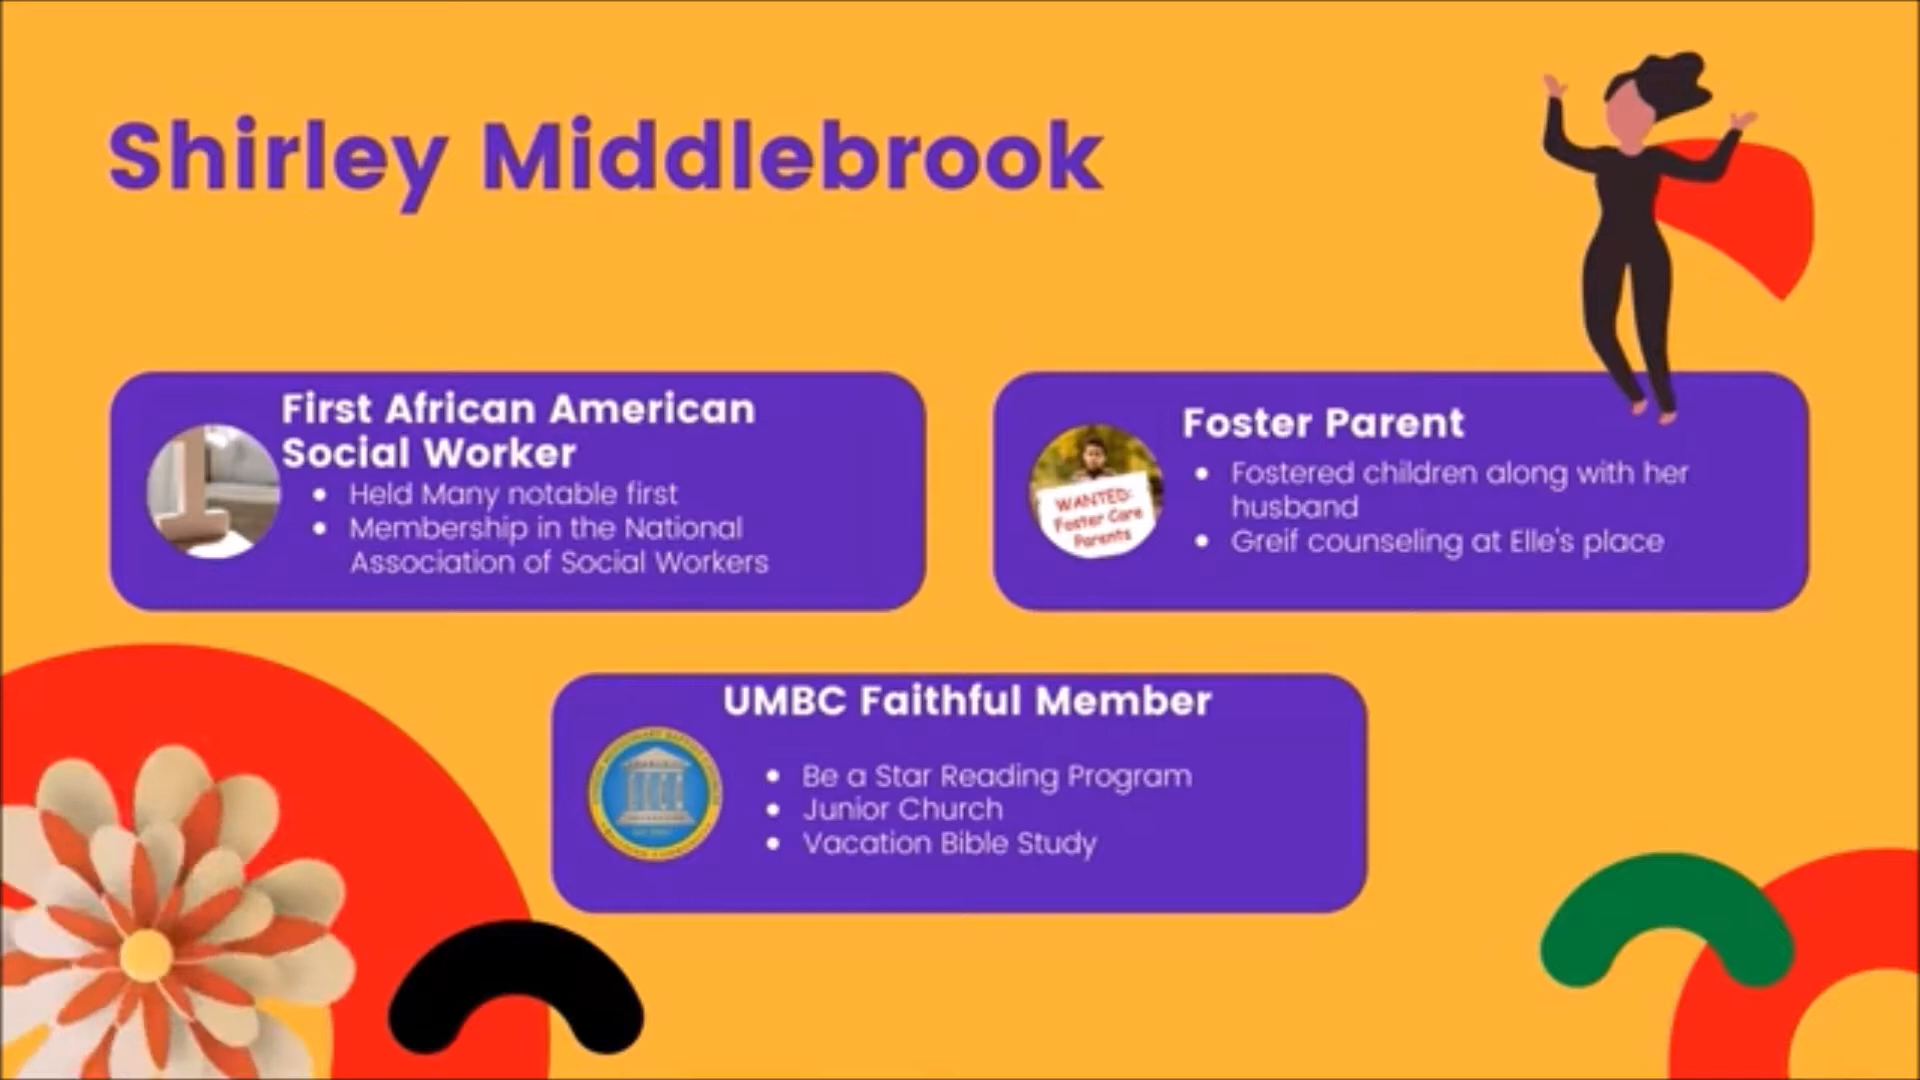 Shirley Middlebrook
First African American
Social Worker
• Held Many notable first
• Membership in the National
Association of Social Workers
Foster Parent
• Fostered children along with her
husband
• Greif counseling at Elle's place
WANTED:
Foster Care
Parents
UMBC Faithful Member
• Be a Star Reading Program
• Junior Church
• Vacation Bible Study